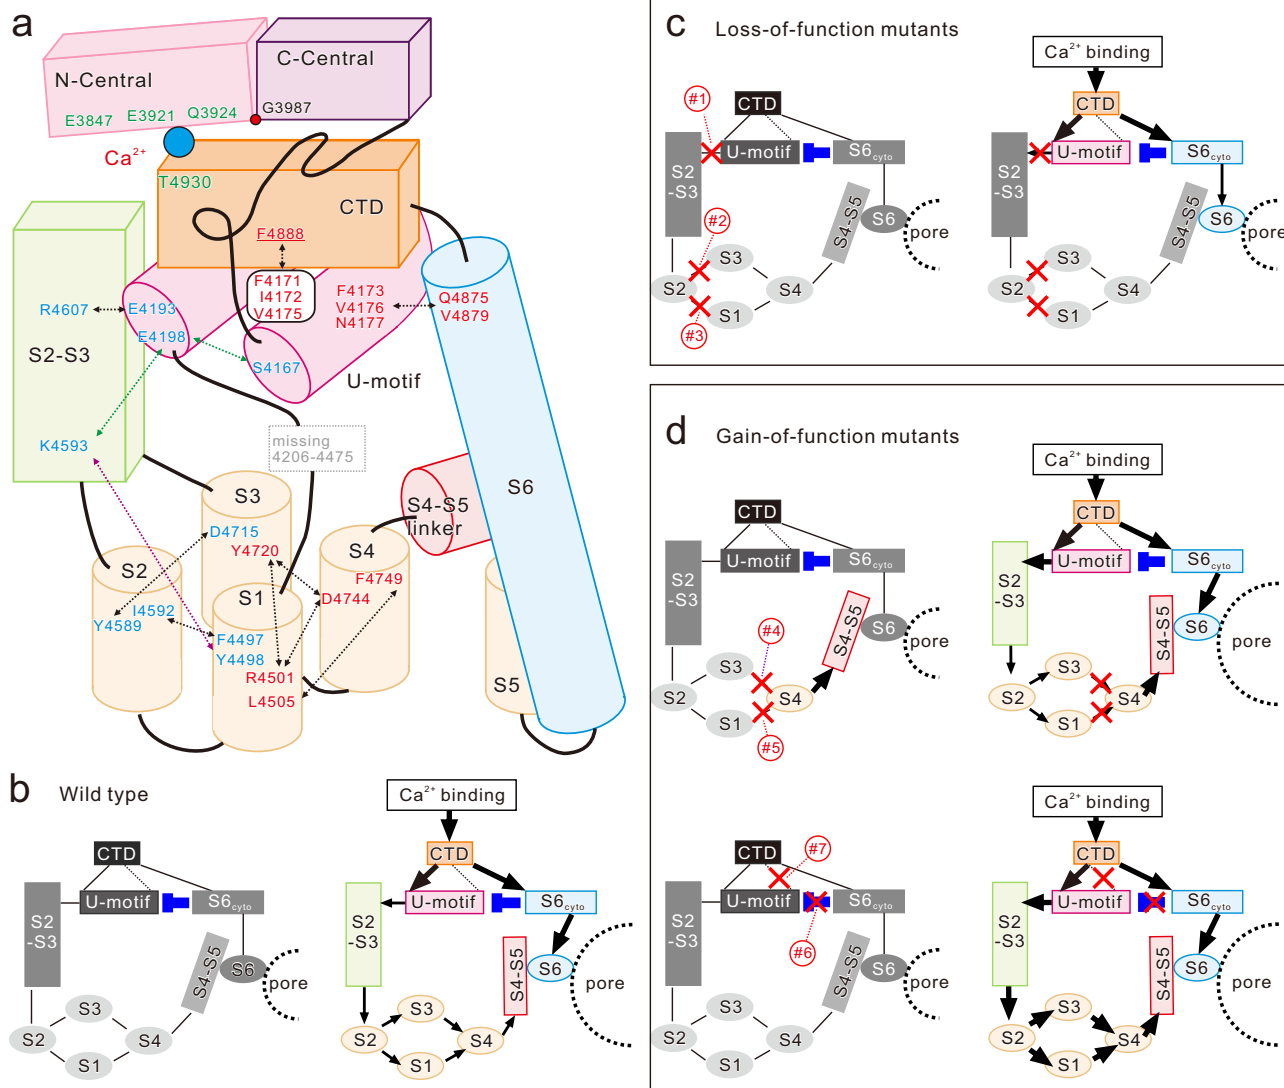 a
N-Central
C-Central
E3847
E3921
Q3924
G3987
Ca2+
T4930
CTD
F4888
F4171
I4172
V4175
F4173
V4176
N4177
Q4875
V4879
R4607
E4193
E4198
S4167
S2-S3
U-motif
K4593
missing
4206-4475
S6
S3
S4-S5
linker
D4715
Y4720
S4
S2
F4749
S1
D4744
I4592
Y4589
F4497
Y4498
R4501
L4505
S5
b
Wild type
CTD
U-motif
S6cyto
S2
-S3
S4-S5
S6
pore
S3
S2
S4
S1
Ca2+ binding
CTD
U-motif
S6cyto
S2
-S3
S4-S5
S6
pore
S3
S2
S4
S1
c
Loss-of-function mutants
#1
CTD
U-motif
S6cyto
S2
-S3
S4-S5
S6
pore
#2
S3
S2
S4
S1
#3
Ca2+ binding
CTD
U-motif
S6cyto
S2
-S3
S4-S5
S6
pore
S3
S2
S4
S1
d
Gain-of-function mutants
CTD
U-motif
S6cyto
S2
-S3
S4-S5
S6
pore
#4
S3
S2
S4
S1
#5
Ca2+ binding
CTD
U-motif
S6cyto
S2
-S3
S4-S5
S6
pore
S3
S2
S4
S1
CTD
#7
U-motif
S6cyto
#6
S2
-S3
S4-S5
S6
pore
S3
S2
S4
S1
Ca2+ binding
CTD
U-motif
S6cyto
S2
-S3
S4-S5
S6
pore
S3
S2
S4
S1